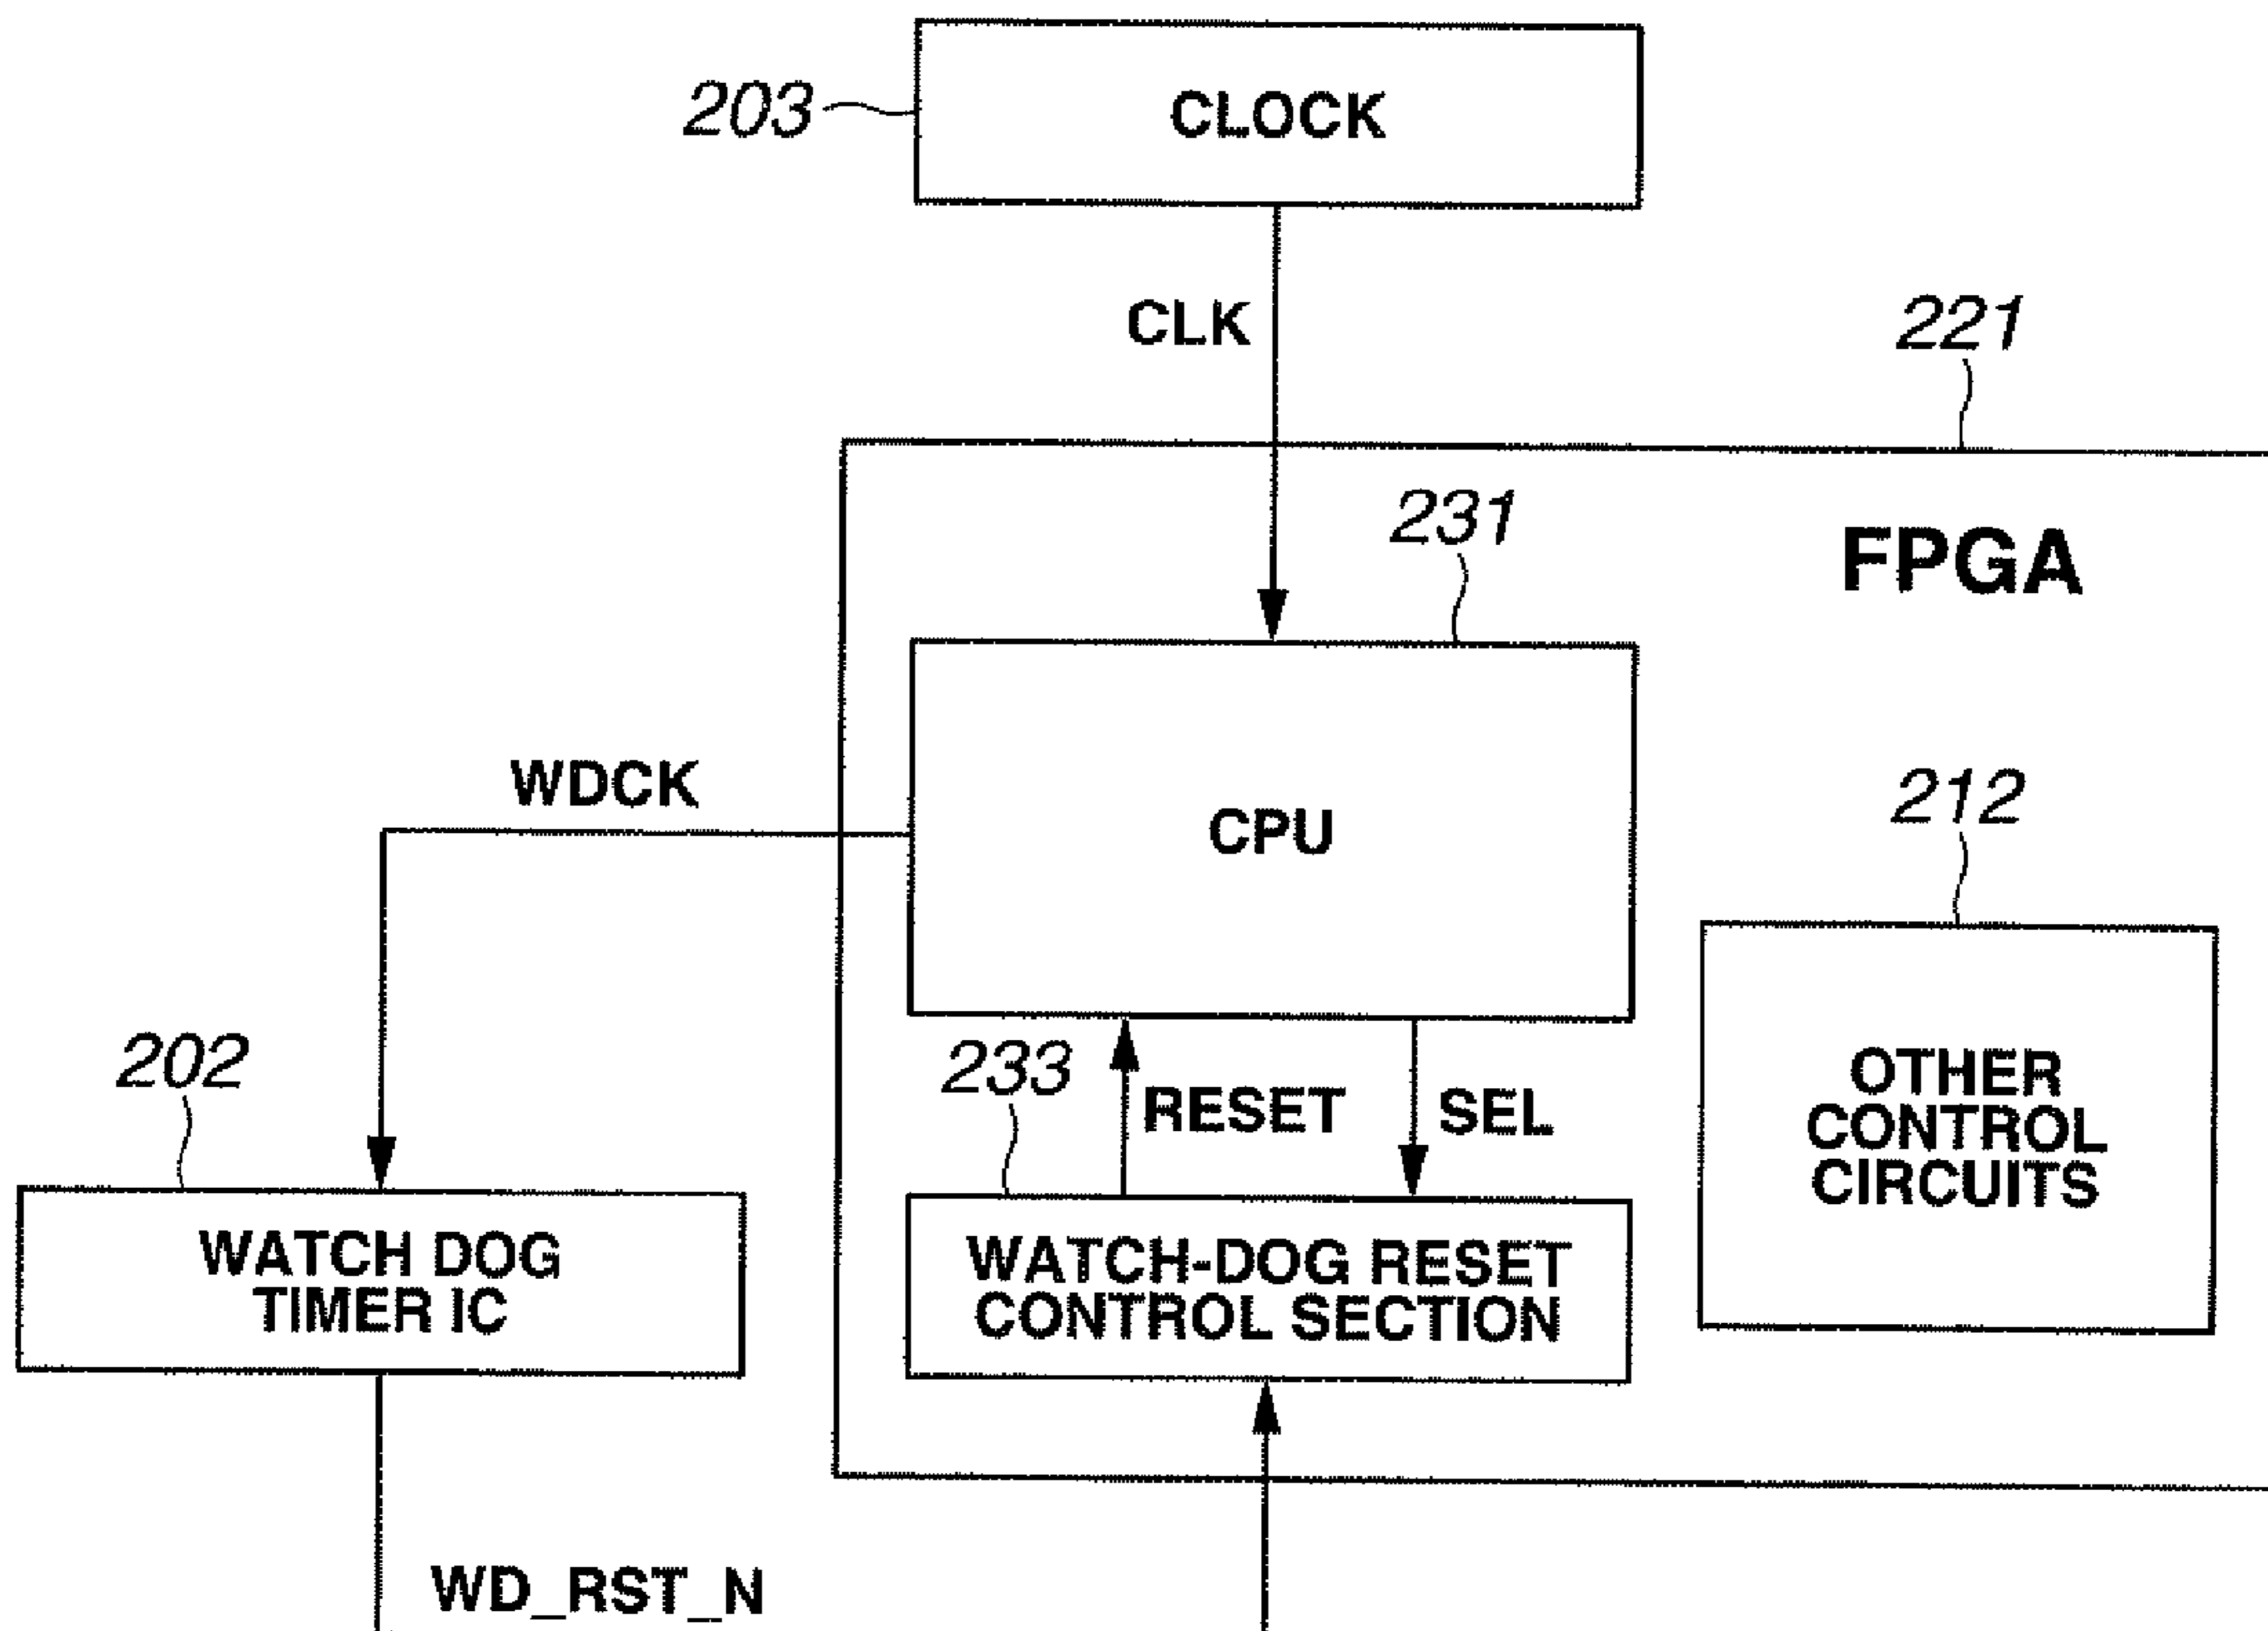 203
CLOCK
CLK
221
231
FPGA
WDCK
CPU
212
202
233
RESET
SEL
OTHER
CONTROL
CIRCUITS
WATCH DOG
TIMER IC
WATCH-DOG RESET
CONTROL SECTION
WD_RST_N